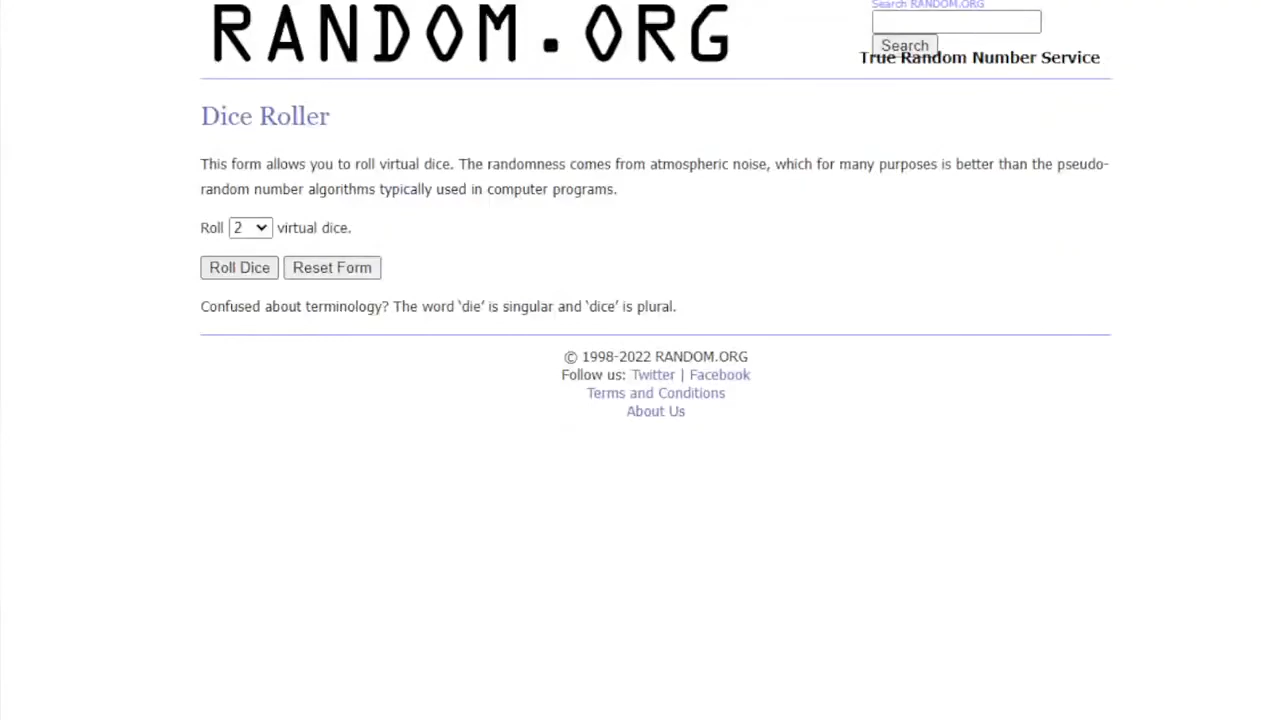 RANDOM.ORG
Search RANDOM.ORG
Search
True Random Number Service
Dice Roller
This form allows you to roll virtual dice. The randomness comes from atmospheric noise, which for many purposes is better than the pseudo-
random number algorithms typically used in computer programs.
Roll 2 virtual dice.
Roll Dice Reset Form
Confused about terminology? The word ‘die’ is singular and ‘dice’ is plural.
© 1998-2022 RANDOM.ORG
Follow us: Twitter | Facebook
Terms and Conditions
About Us